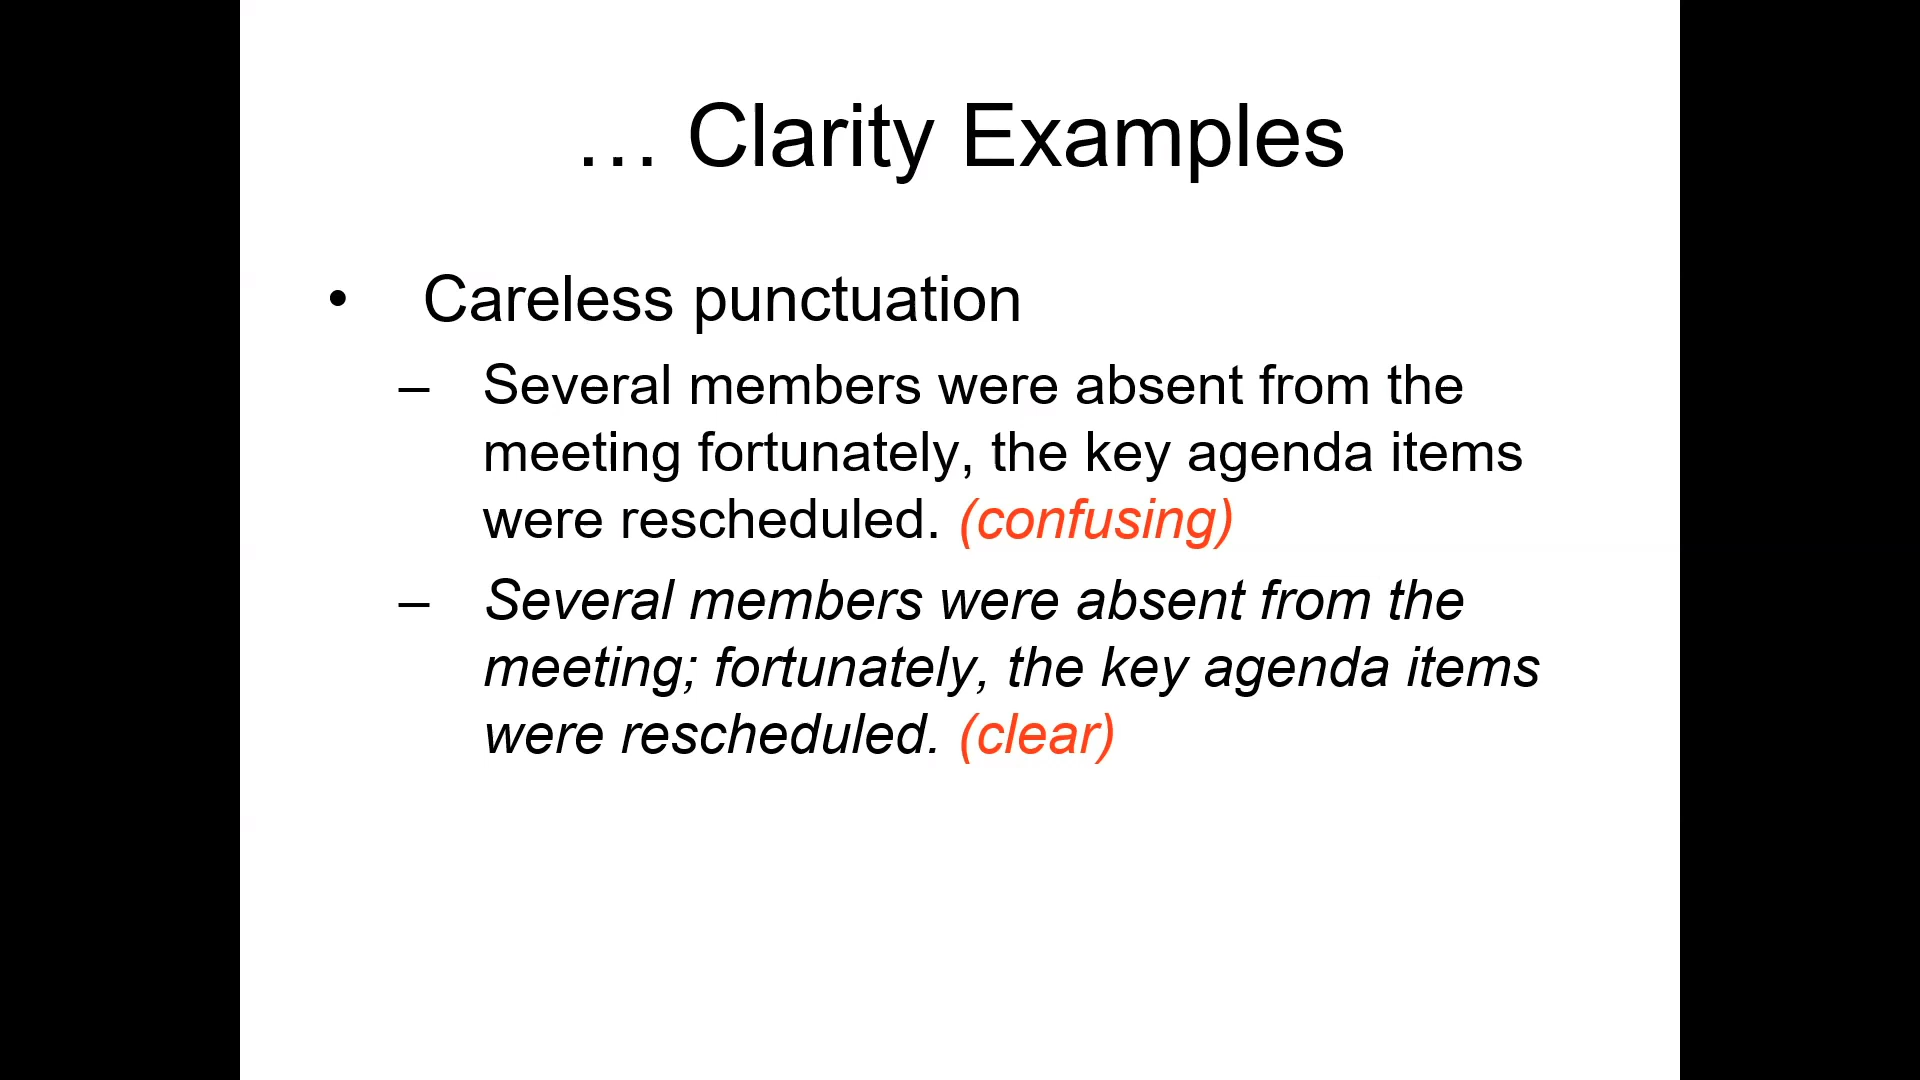 … Clarity Examples
• Careless punctuation
– Several members were absent from the
meeting fortunately, the key agenda items
were rescheduled. (confusing)
– Several members were absent from the
meeting; fortunately, the key agenda items
were rescheduled. (clear)